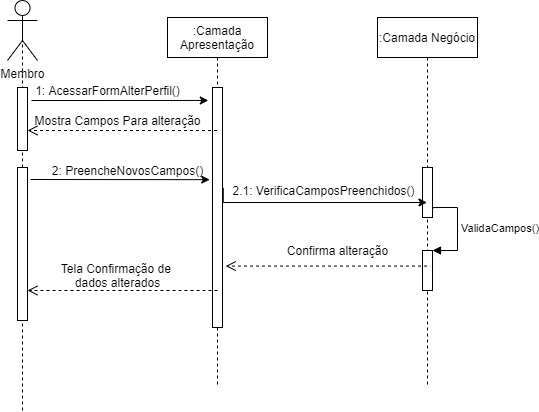 :Camada
Apresentação
:Camada Negócio
Membro
1: AcessarFormAlterPerfil()
Mostra Campos Para alteração
2: PreencheNovosCampos()
2.1: VerificaCamposPreenchidos()
ValidaCampos()
Confirma alteração
Tela Confirmação de
dados alterados